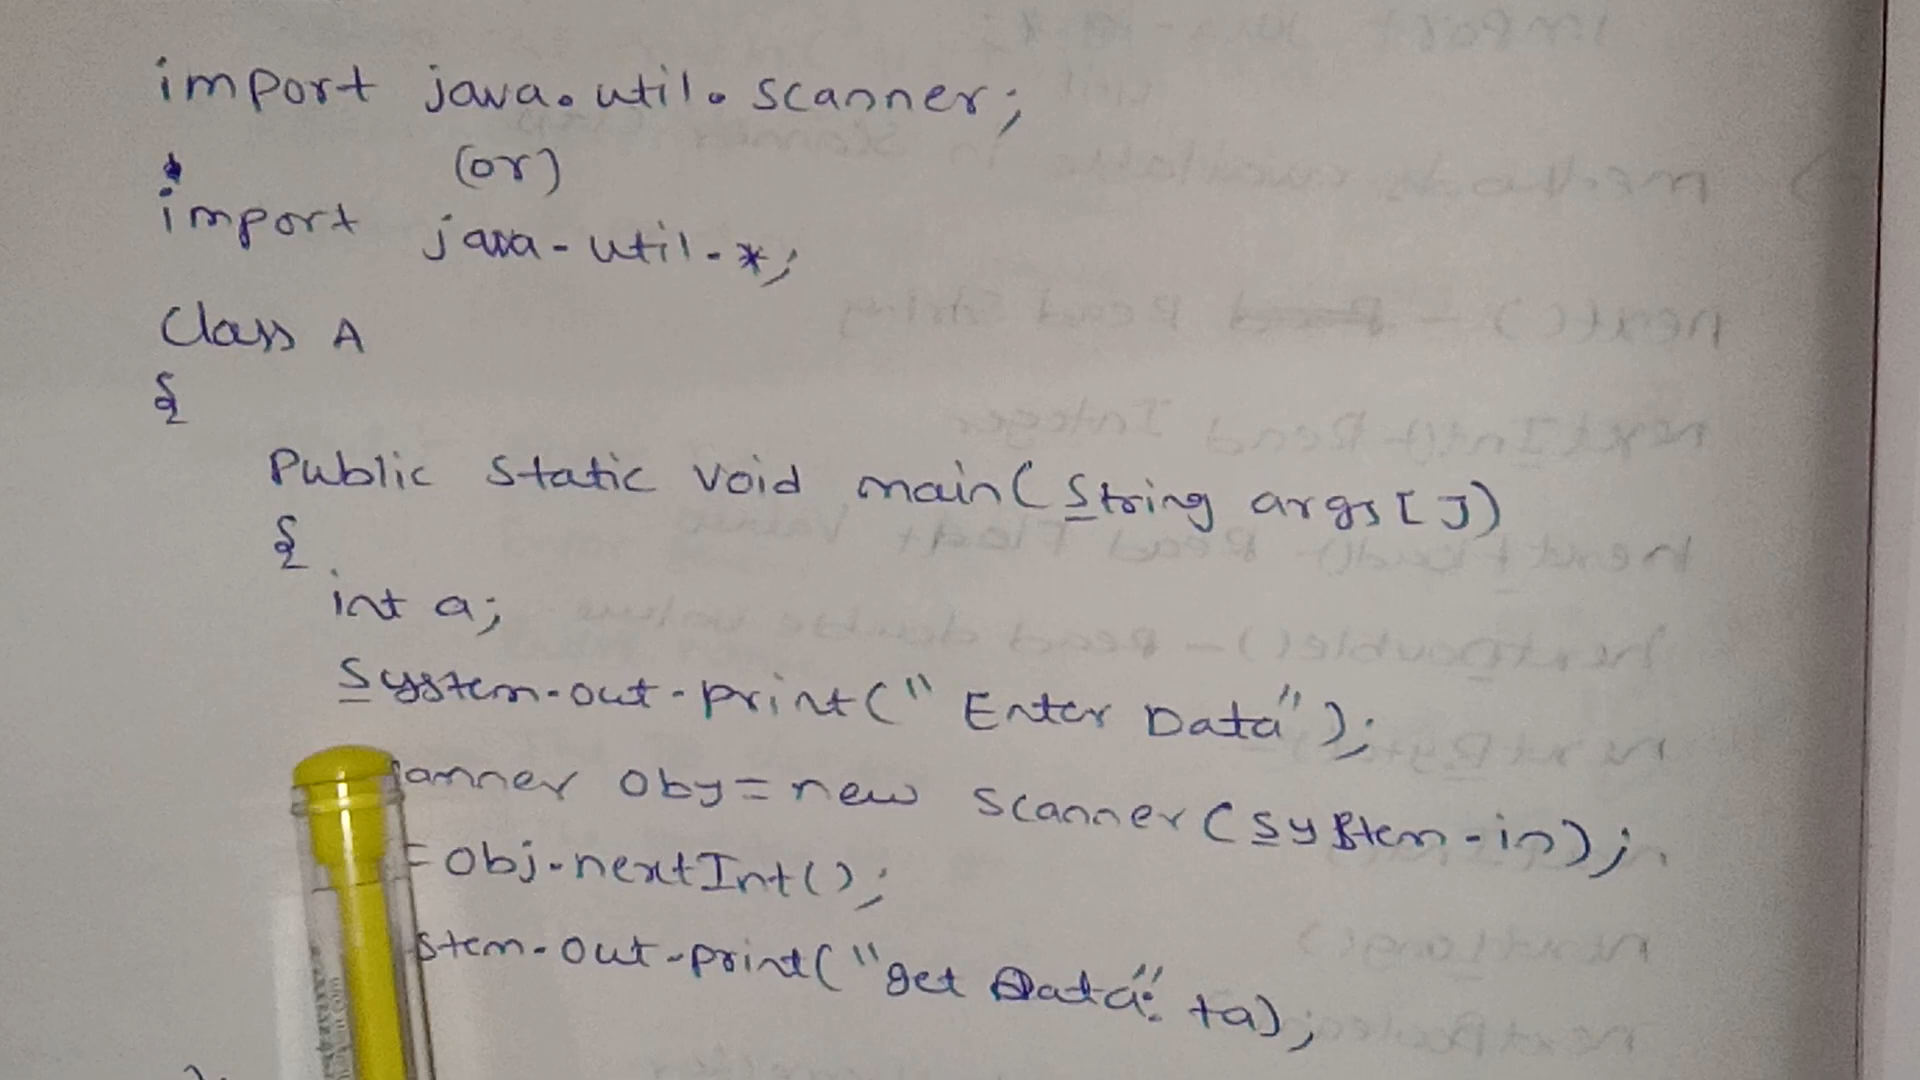 import java.util.scanner;
(or)
import java-util-*;
Class A
{
Public static void main(String args[])
{
int a;
System-out-print("Enter Data");
anner obj=new scanner(System-in);
=obj.nextInt();
stem-out-print("get Data:"+a);
}